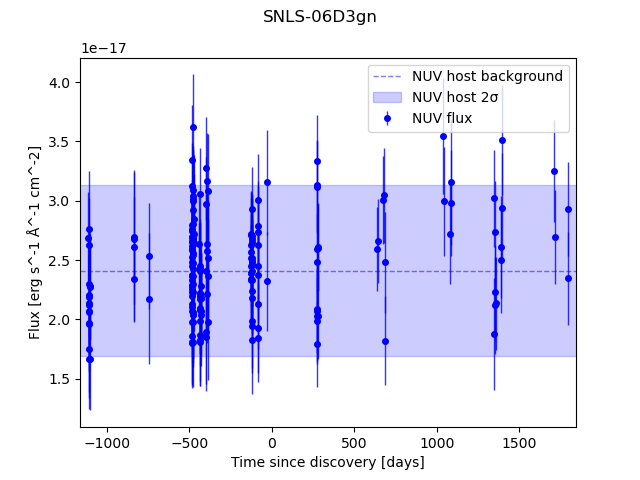 SNLS-06D3gn
1e−17
NUV host background
NUV host 2σ
NUV flux
4.0
3.5
3.0
2.5
2.0
1.5
Flux [erg s^-1 Å^-1 cm^-2]
−1000 −500 0 500 1000 1500
Time since discovery [days]